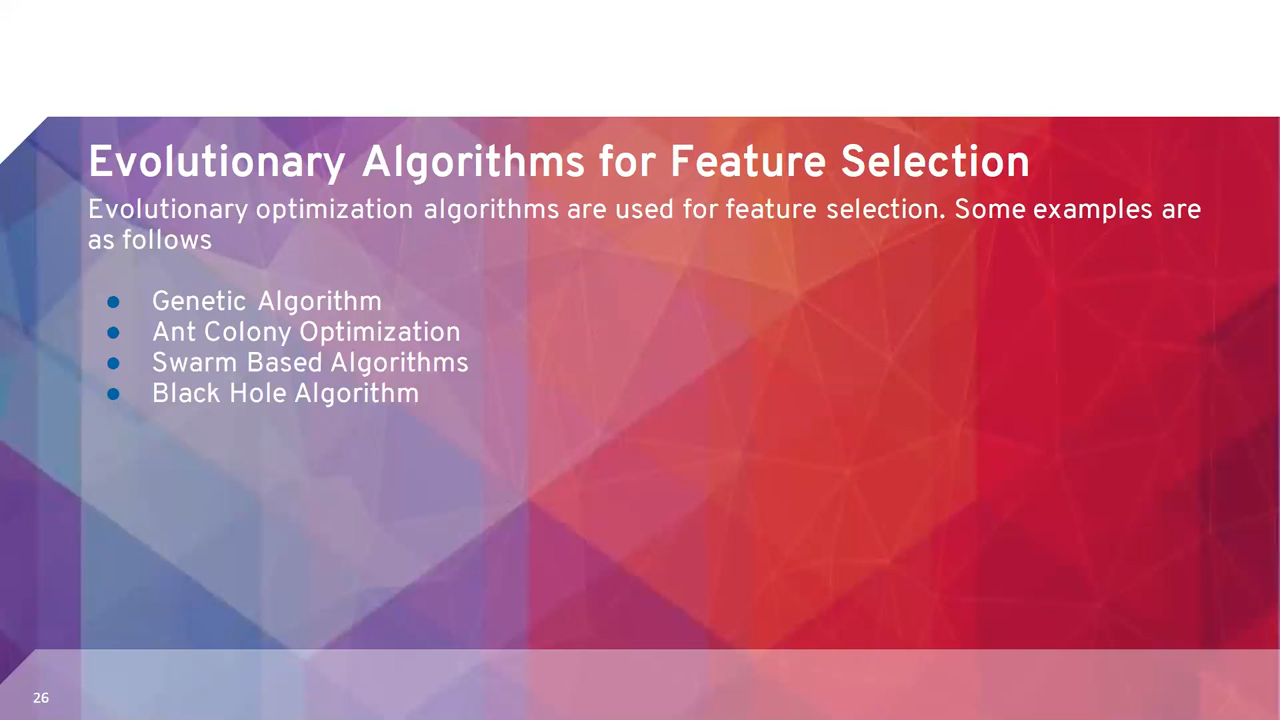 Evolutionary Algorithms for Feature Selection
Evolutionary optimization algorithms are used for feature selection. Some examples are
as follows
● Genetic Algorithm
● Ant Colony Optimization
● Swarm Based Algorithms
● Black Hole Algorithm
26